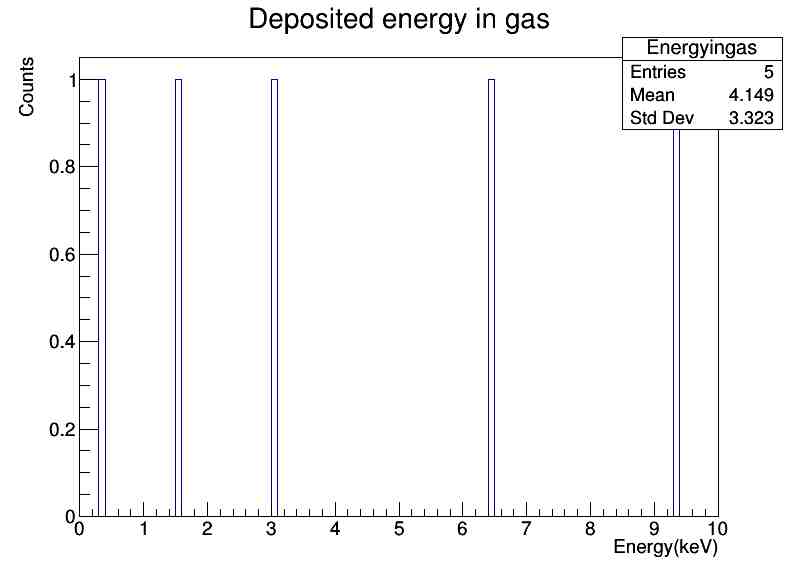 Deposited energy in gas
Energyingas
Entries 5
Mean 4.149
Std Dev 3.323
Counts
1
0.8
0.6
0.4
0.2
0
0 1 2 3 4 5 6 7 8 9 10
Energy(keV)